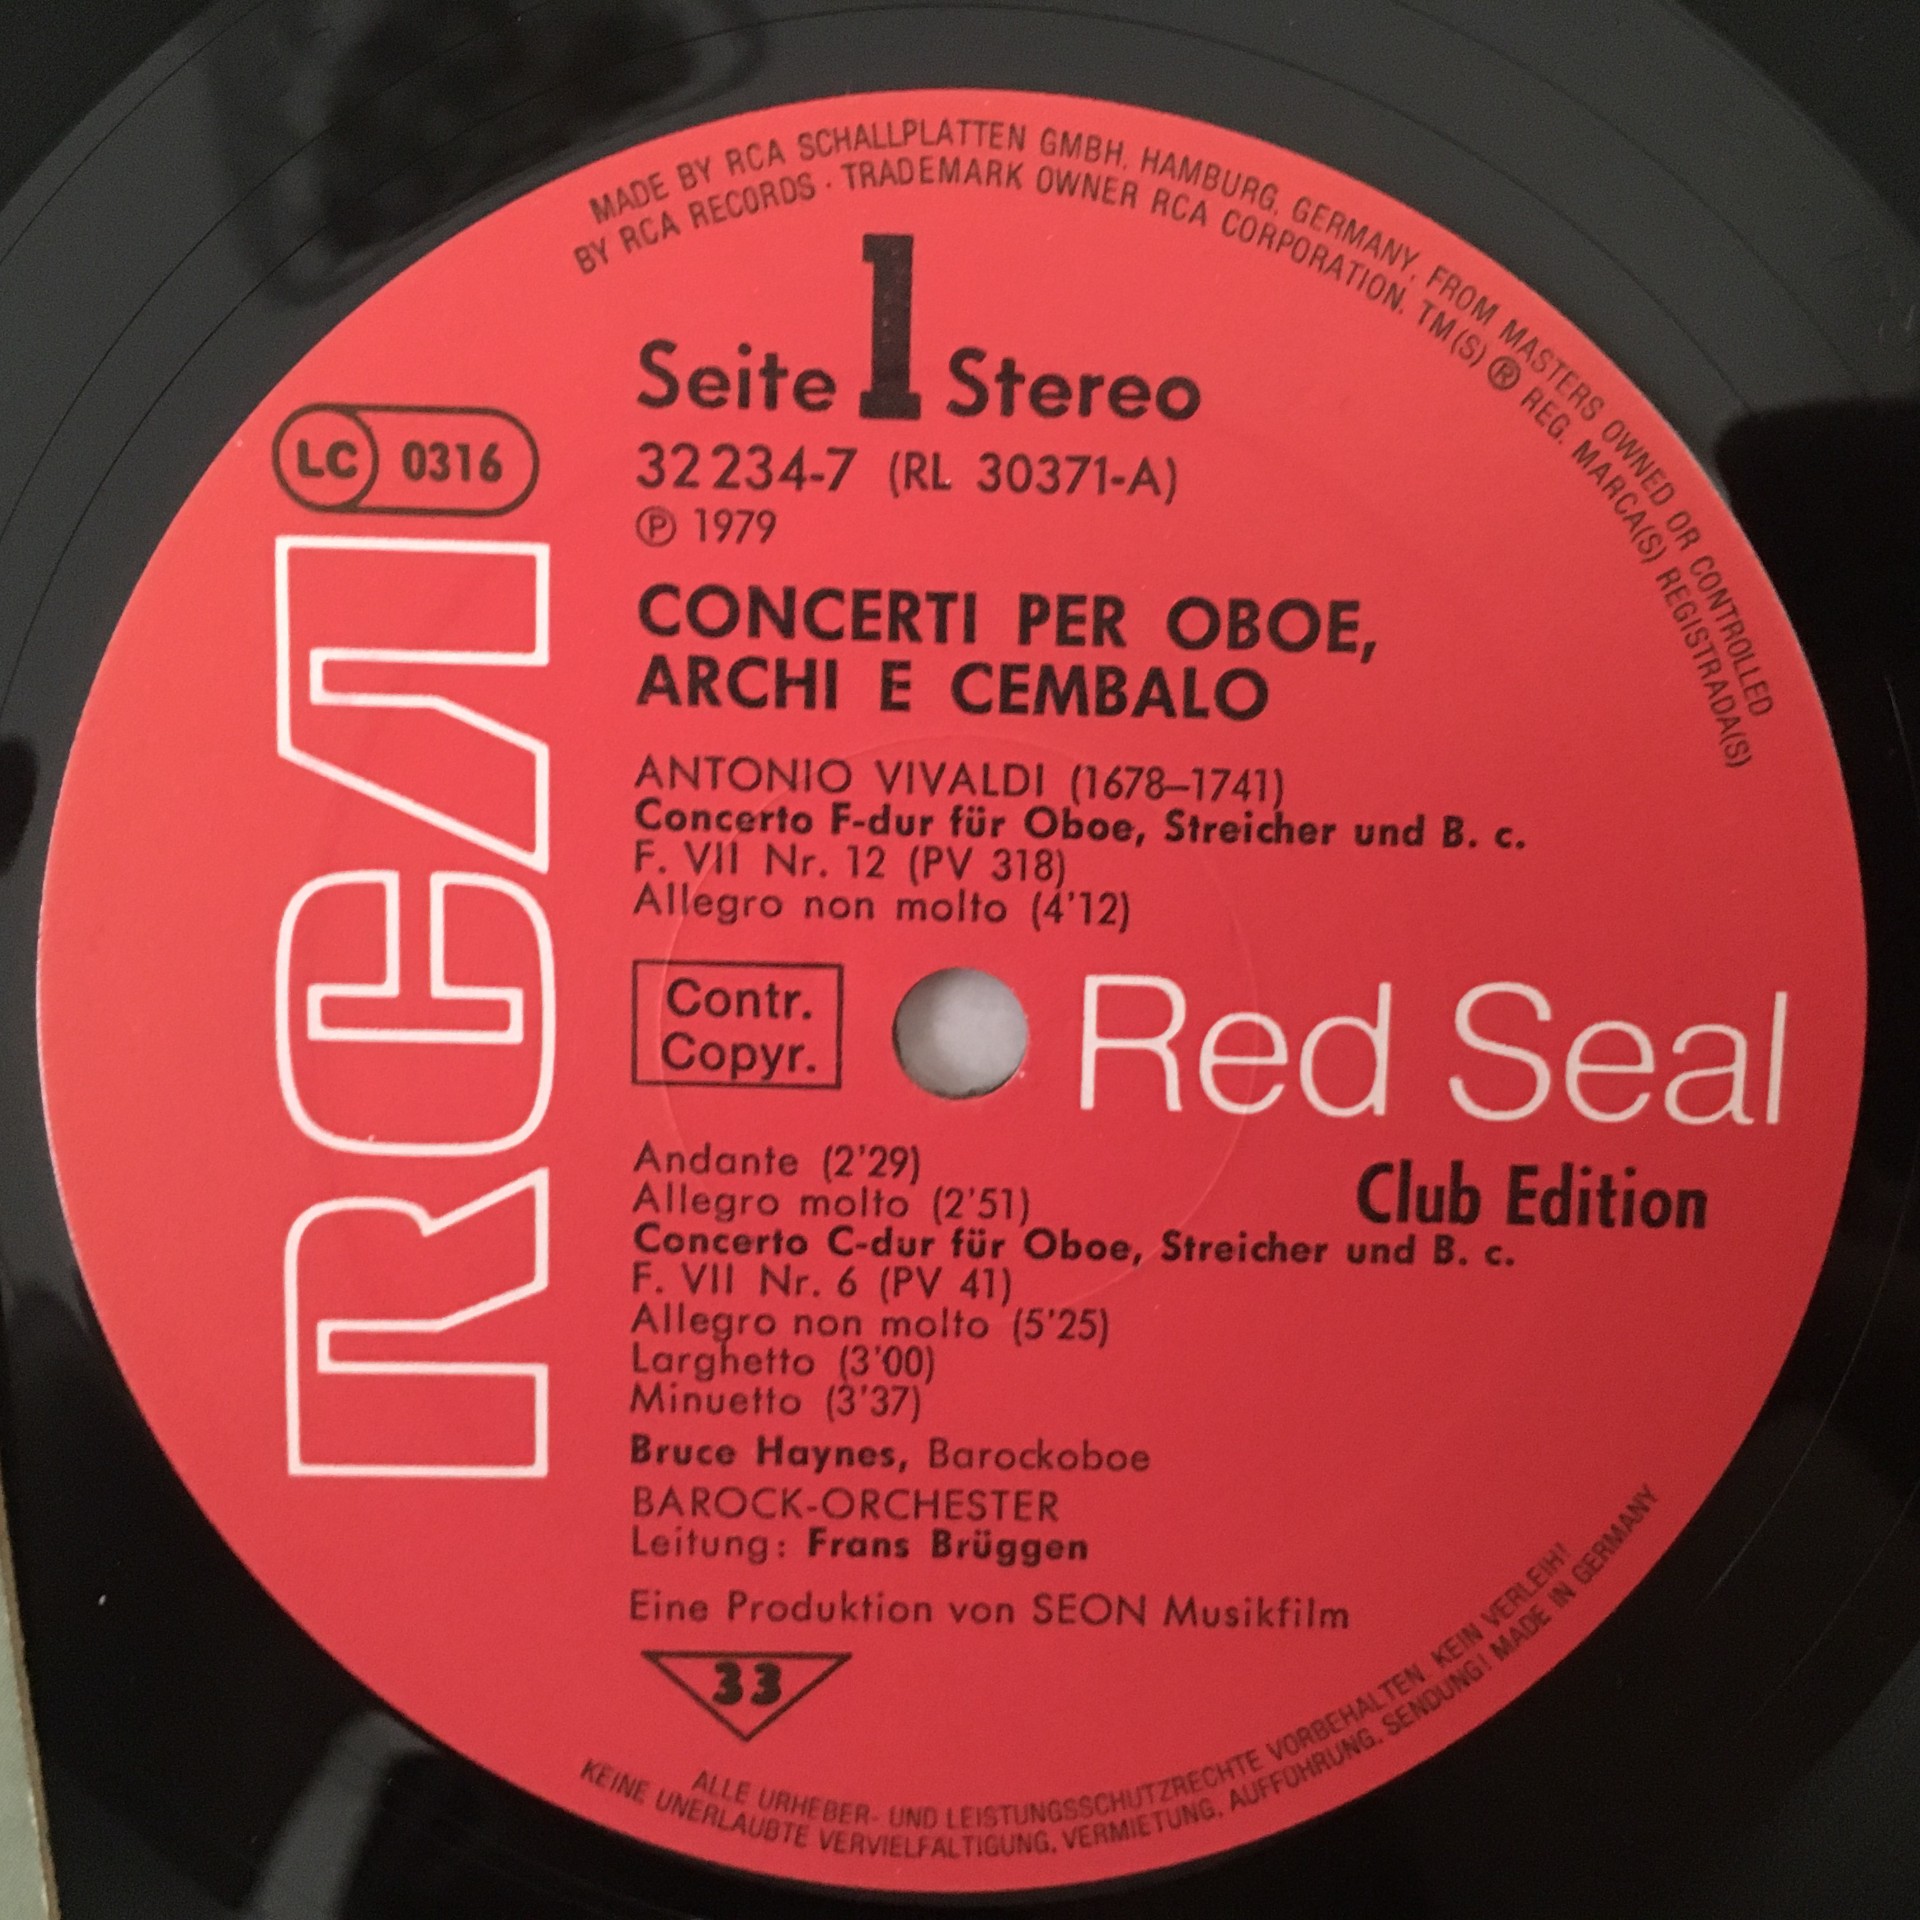 MADE BY RCA SCHALLPLATTEN GMBH, HAMBURG, GERMANY, FROM MASTERS OWNED OR CONTROLLED
BY RCA RECORDS · TRADEMARK OWNER RCA CORPORATION. TM(S) ® REG. MARCA(S) REGISTRADA(S)
Seite 1 Stereo
LC 0316
32 234-7 (RL 30371-A)
℗ 1979
RCA
CONCERTI PER OBOE,
ARCHI E CEMBALO
ANTONIO VIVALDI (1678–1741)
Concerto F-dur für Oboe, Streicher und B. c.
F. VII Nr. 12 (PV 318)
Allegro non molto (4'12)
Contr.
Copyr.
Red Seal
Club Edition
Andante (2'29)
Allegro molto (2'51)
Concerto C-dur für Oboe, Streicher und B. c.
F. VII Nr. 6 (PV 41)
Allegro non molto (5'25)
Larghetto (3'00)
Minuetto (3'37)
Bruce Haynes, Barockoboe
BAROCK-ORCHESTER
Leitung: Frans Brüggen
Eine Produktion von SEON Musikfilm
33
ALLE URHEBER- UND LEISTUNGSSCHUTZRECHTE VORBEHALTEN. KEIN VERLEIH!
KEINE UNERLAUBTE VERVIELFÄLTIGUNG, VERMIETUNG, AUFFÜHRUNG, SENDUNG! MADE IN GERMANY